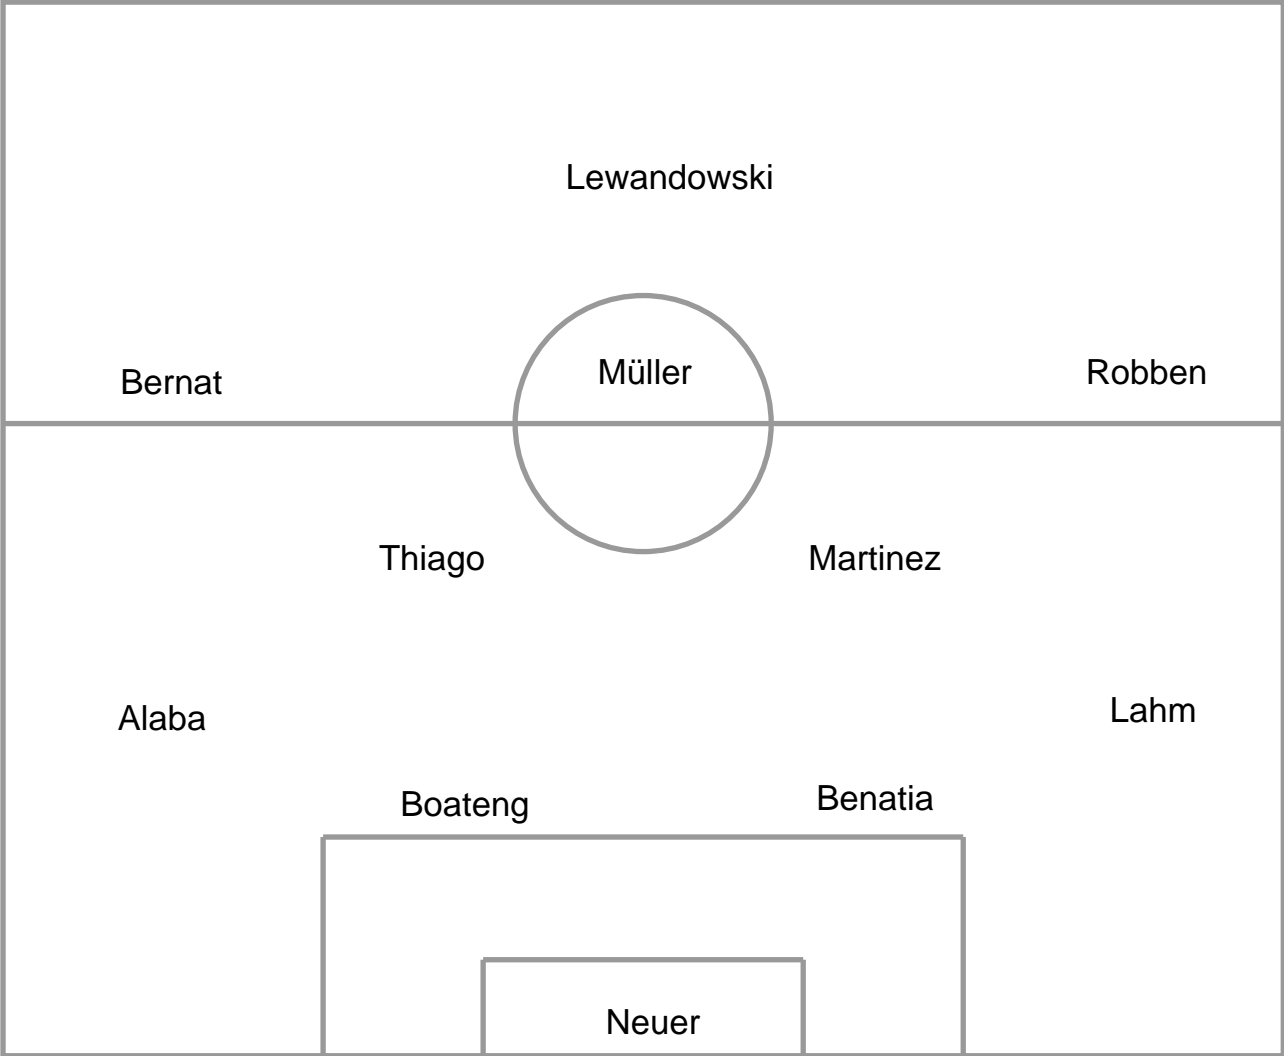 Lewandowski
Bernat
Müller
Robben
Thiago
Martinez
Alaba
Lahm
Boateng
Benatia
Neuer